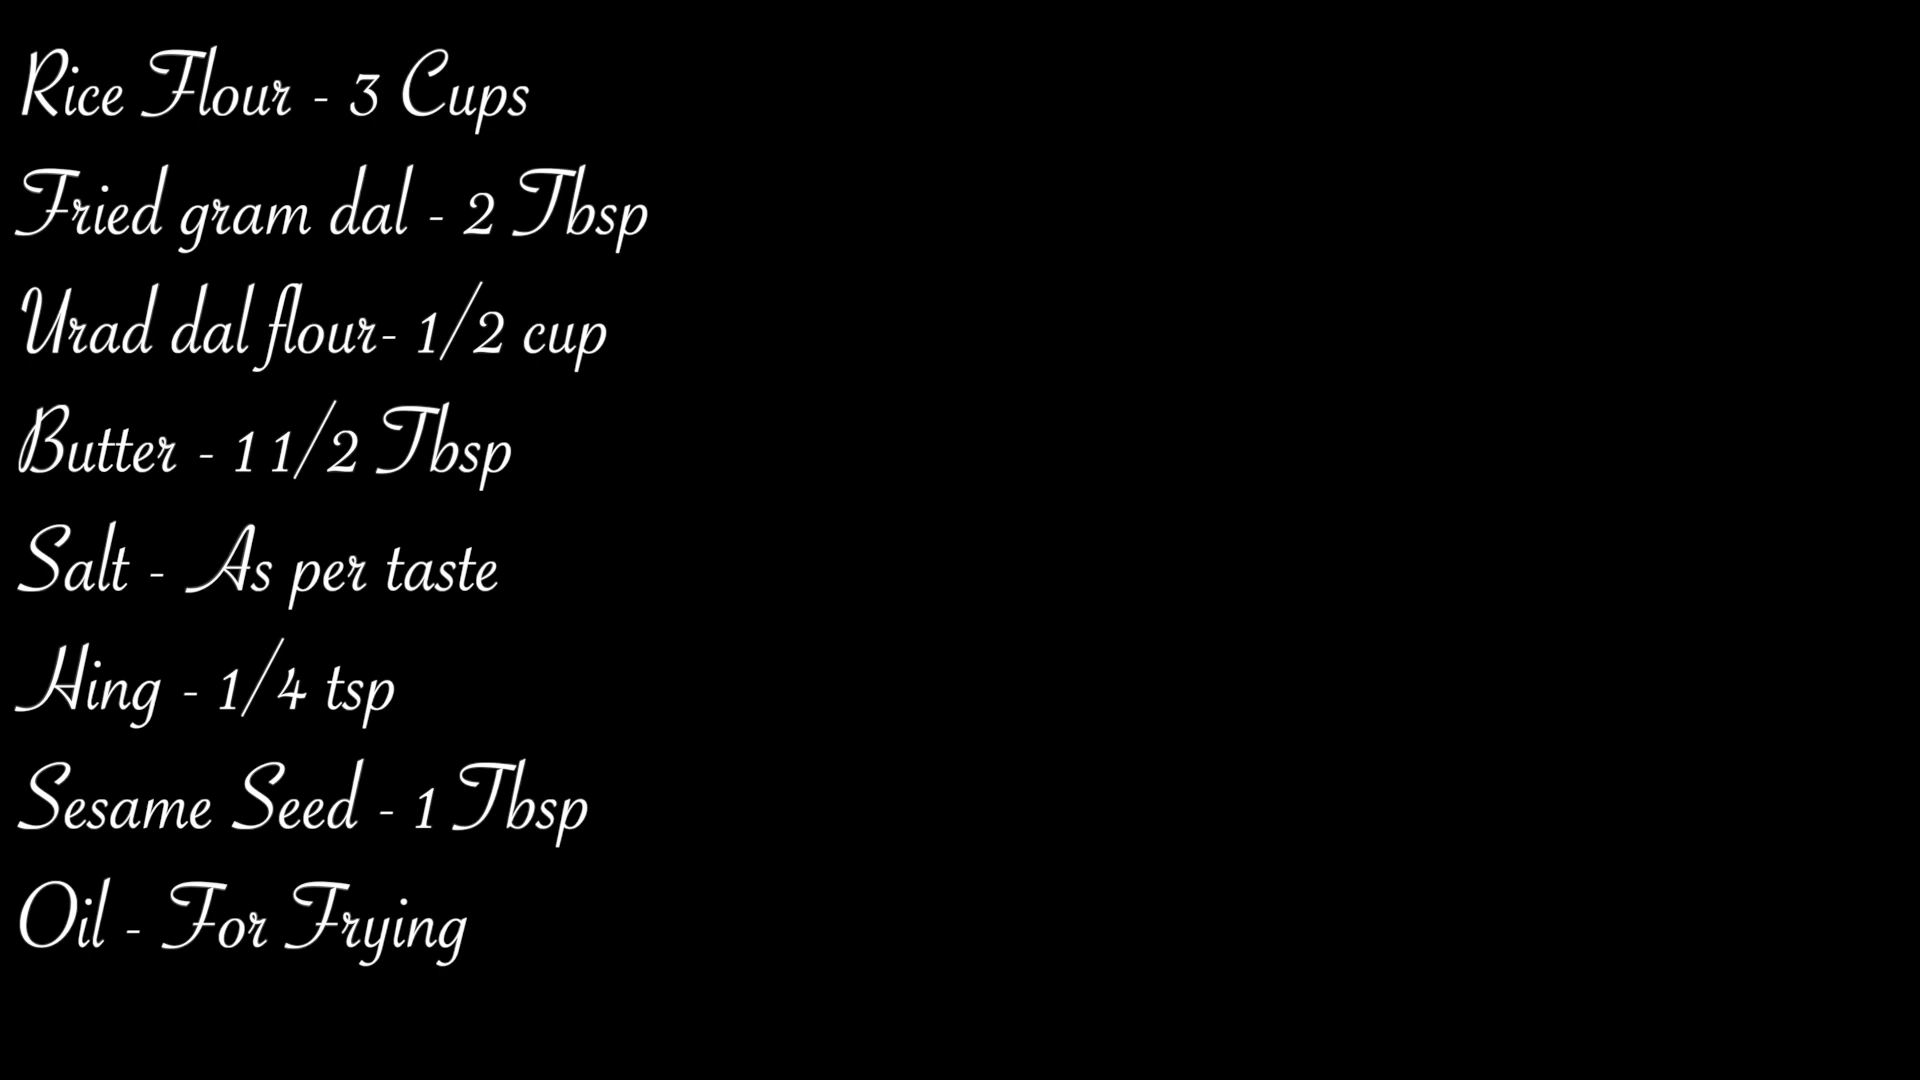 Rice Flour - 3 Cups
Fried gram dal - 2 Tbsp
Urad dal flour- 1/2 cup
Butter - 1 1/2 Tbsp
Salt - As per taste
Hing - 1/4 tsp
Sesame Seed - 1 Tbsp
Oil - For Frying